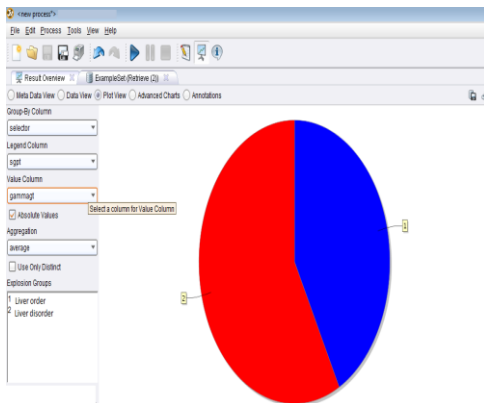 <new process*>
File Edit Process Tools View Help
Result Overview ExampleSet (Retrieve (2))
Meta Data View Data View Plot View Advanced Charts Annotations
Group-By Column
selector
Legend Column
sgpt
Value Column
gammagt
Select a column for Value Column
Absolute Values
Aggregation
average
Use Only Distinct
Explosion Groups
1 Liver order
2 Liver disorder
1
2